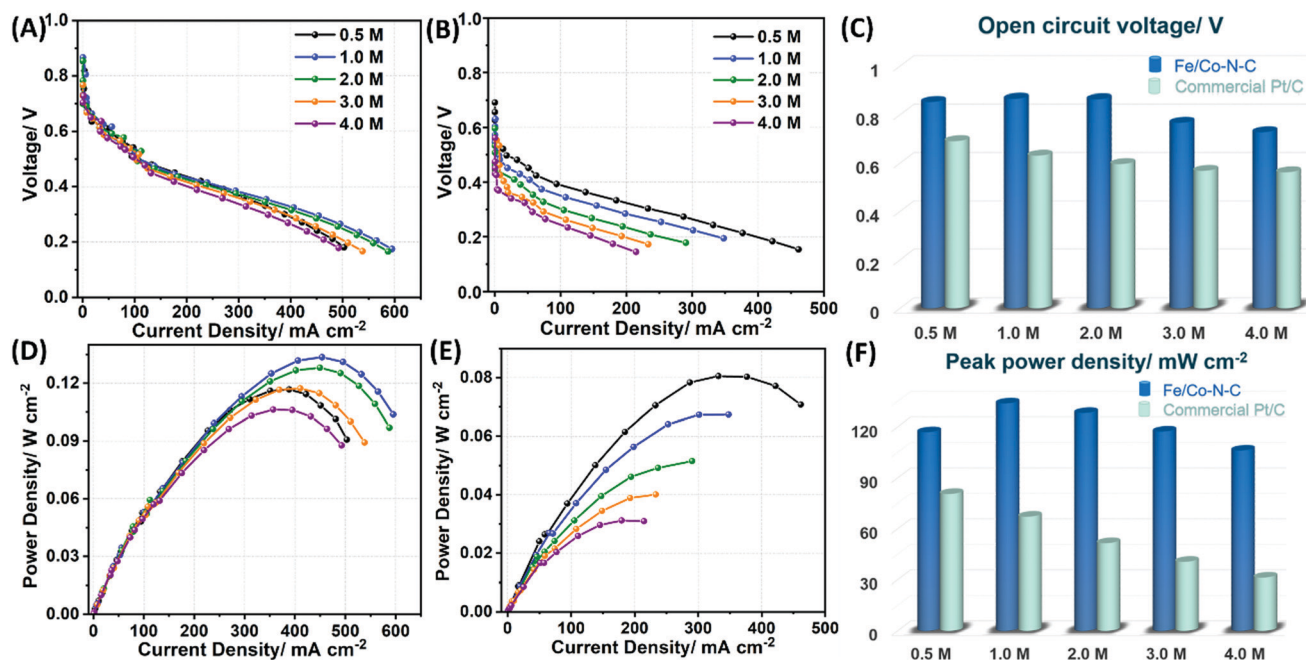 (A)
1.0
0.8
0.6
0.4
0.2
0.0
Voltage/ V
0.5 M
1.0 M
2.0 M
3.0 M
4.0 M
0 100 200 300 400 500 600
Current Density/ mA cm-2
(B)
1.0
0.8
0.6
0.4
0.2
0.0
Voltage/ V
0.5 M
1.0 M
2.0 M
3.0 M
4.0 M
0 100 200 300 400 500
Current Density/ mA cm-2
(C)
Open circuit voltage/ V
Fe/Co-N-C
Commercial Pt/C
1
0.8
0.6
0.4
0.2
0
0.5 M 1.0 M 2.0 M 3.0 M 4.0 M
(D)
0.12
0.09
0.06
0.03
0.00
Power Density/ W cm-2
0 100 200 300 400 500 600
Current Density/ mA cm-2
(E)
0.08
0.06
0.04
0.02
0.00
Power Density/ W cm-2
0 100 200 300 400 500
Current Density/ mA cm-2
(F)
Peak power density/ mW cm-2
Fe/Co-N-C
Commercial Pt/C
120
90
60
30
0
0.5 M 1.0 M 2.0 M 3.0 M 4.0 M